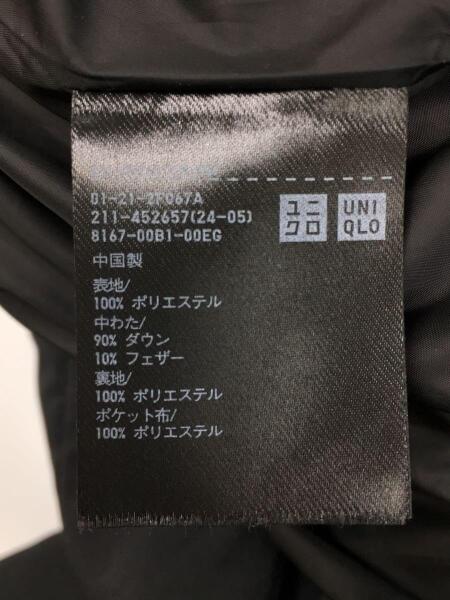 01-21-2F067A
211-452657(24-05)
8167-00B1-00EG
ユニ
クロ
UNI
QLO
中国製
表地/
100% ポリエステル
中わた/
90% ダウン
10% フェザー
裏地/
100% ポリエステル
ポケット布/
100% ポリエステル